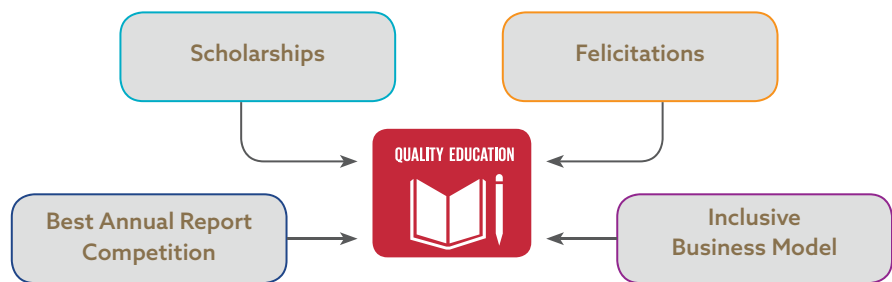 Scholarships
Felicitations
QUALITY EDUCATION
Best Annual Report
Competition
Inclusive
Business Model